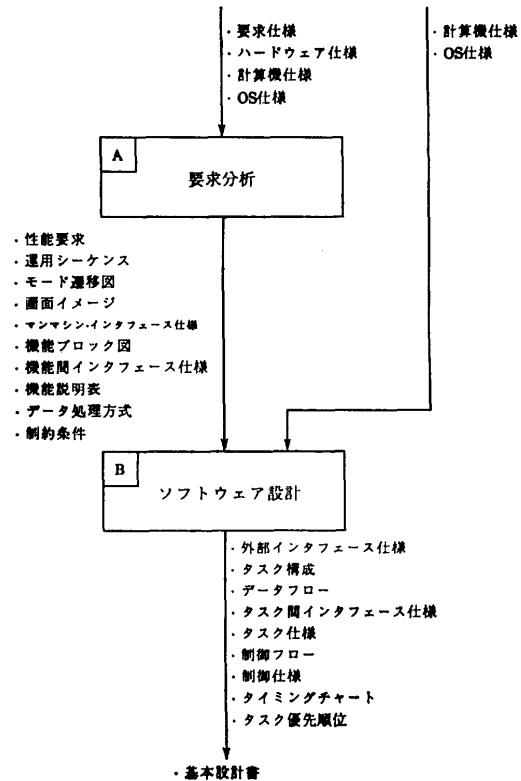 ・要求仕様
・ハードウェア仕様
・計算機仕様
・OS仕様
・計算機仕様
・OS仕様
A
要求分析
・性能要求
・運用シーケンス
・モード遷移図
・画面イメージ
・マンマシン・インタフェース仕様
・機能ブロック図
・機能間インタフェース仕様
・機能説明表
・データ処理方式
・制約条件
B
ソフトウェア設計
・外部インタフェース仕様
・タスク構成
・データフロー
・タスク間インタフェース仕様
・タスク仕様
・制御フロー
・制御仕様
・タイミングチャート
・タスク優先順位
・基本設計書